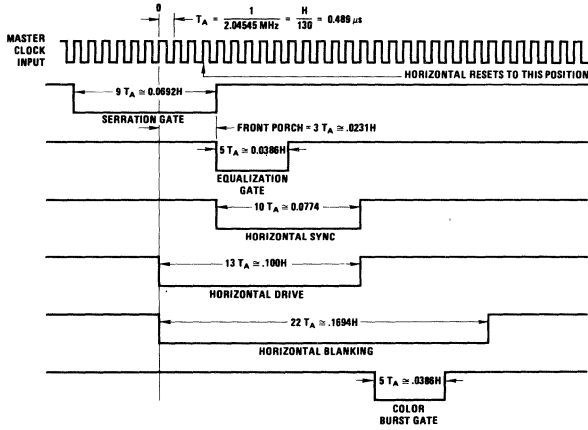 0
T_A = 1 / 2.04545 MHz = H / 130 = 0.489 μs
MASTER
CLOCK
INPUT
HORIZONTAL RESETS TO THIS POSITION
9 T_A ≅ 0.0692H
SERRATION GATE
FRONT PORCH = 3 T_A ≅ .0231H
5 T_A ≅ 0.0386H
EQUALIZATION
GATE
10 T_A ≅ 0.0774
HORIZONTAL SYNC
13 T_A ≅ .100H
HORIZONTAL DRIVE
22 T_A ≅ .1694H
HORIZONTAL BLANKING
5 T_A ≅ .0386H
COLOR
BURST GATE